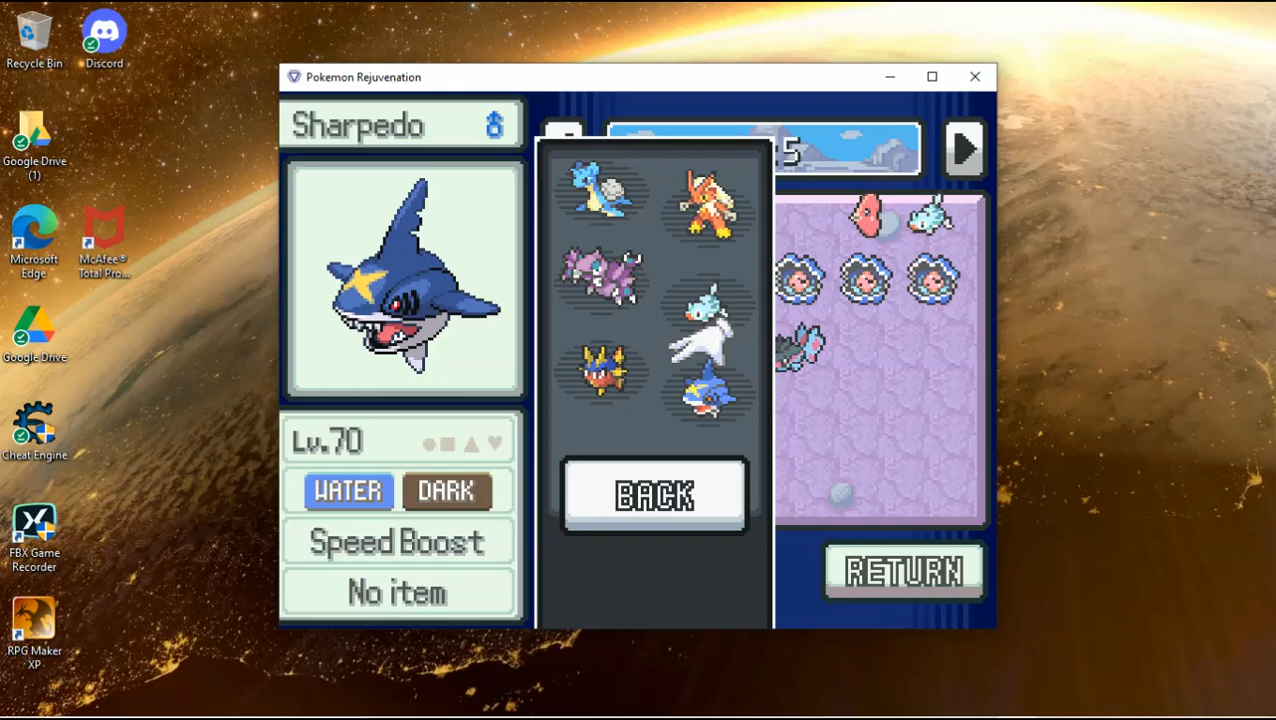 Recycle Bin
Discord
Google Drive
(1)
Microsoft
Edge
McAfee®
Total Pro...
Google Drive
Cheat Engine
FBX Game
Recorder
RPG Maker
XP
Pokemon Rejuvenation
Sharpedo
Lv.70
WATER DARK
Speed Boost
No item
5
BACK
RETURN